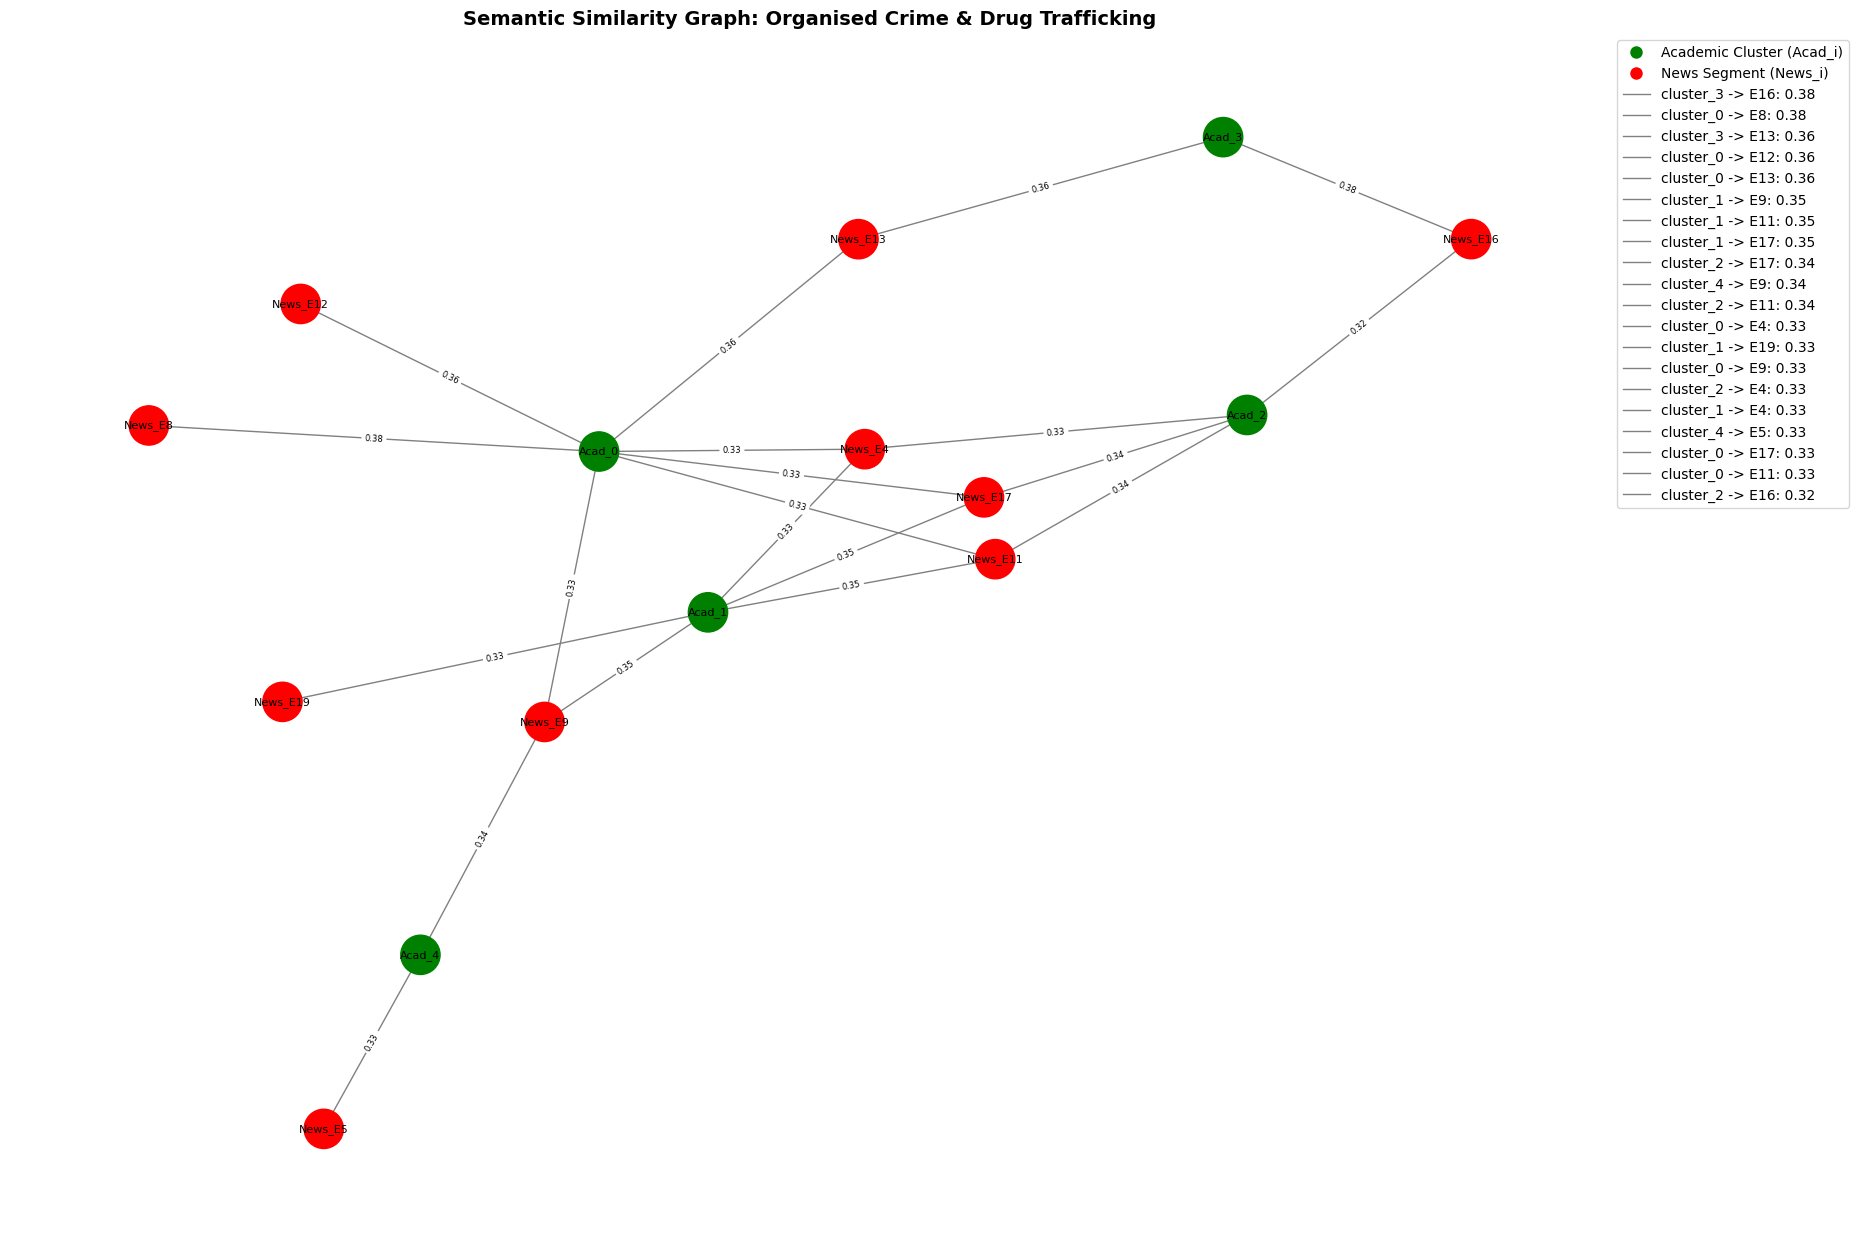 Semantic Similarity Graph: Organised Crime & Drug Trafficking
Academic Cluster (Acad_i)
News Segment (News_i)
cluster_3 -> E16: 0.38
cluster_0 -> E8: 0.38
cluster_3 -> E13: 0.36
cluster_0 -> E12: 0.36
cluster_0 -> E13: 0.36
cluster_1 -> E9: 0.35
cluster_1 -> E11: 0.35
cluster_1 -> E17: 0.35
cluster_2 -> E17: 0.34
cluster_4 -> E9: 0.34
cluster_2 -> E11: 0.34
cluster_0 -> E4: 0.33
cluster_1 -> E19: 0.33
cluster_0 -> E9: 0.33
cluster_2 -> E4: 0.33
cluster_1 -> E4: 0.33
cluster_4 -> E5: 0.33
cluster_0 -> E17: 0.33
cluster_0 -> E11: 0.33
cluster_2 -> E16: 0.32
Acad_3
0.36
0.38
News_E13
News_E16
News_E12
0.32
0.36
0.36
Acad_2
News_E8
0.38
0.33
Acad_0
0.33
News_E4
0.34
0.33
0.34
News_E17
0.33
0.33
0.35
News_E11
0.35
0.33
Acad_1
0.33
0.35
News_E19
News_E9
0.34
Acad_4
0.33
News_E5